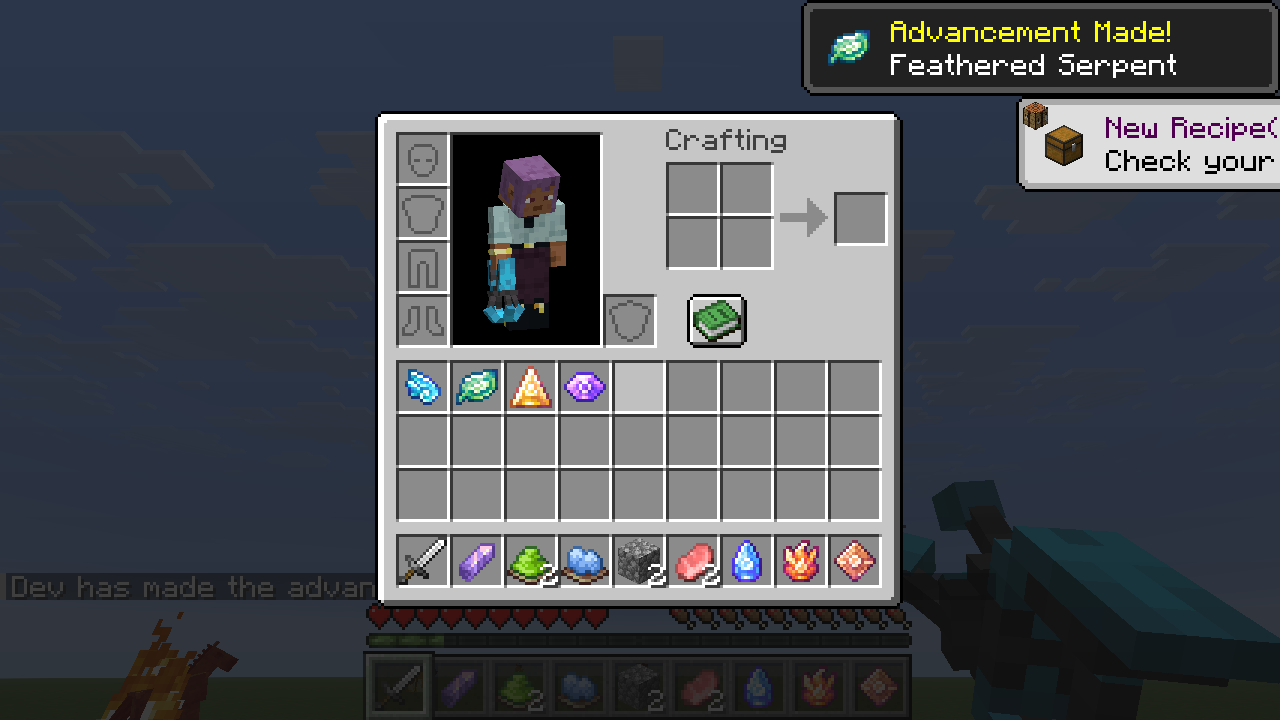 Advancement Made!
Feathered Serpent
New Recipe(
Check your
Crafting
2
2
2
Dev has made the advan
2
2
2